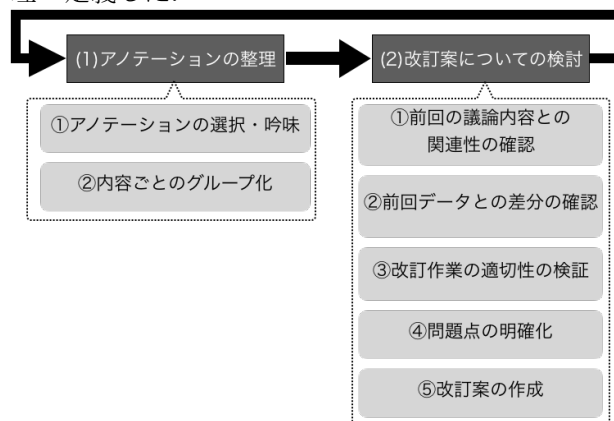 (1)アノテーションの整理
①アノテーションの選択・吟味
②内容ごとのグループ化
(2)改訂案についての検討
①前回の議論内容との
関連性の確認
②前回データとの差分の確認
③改訂作業の適切性の検証
④問題点の明確化
⑤改訂案の作成